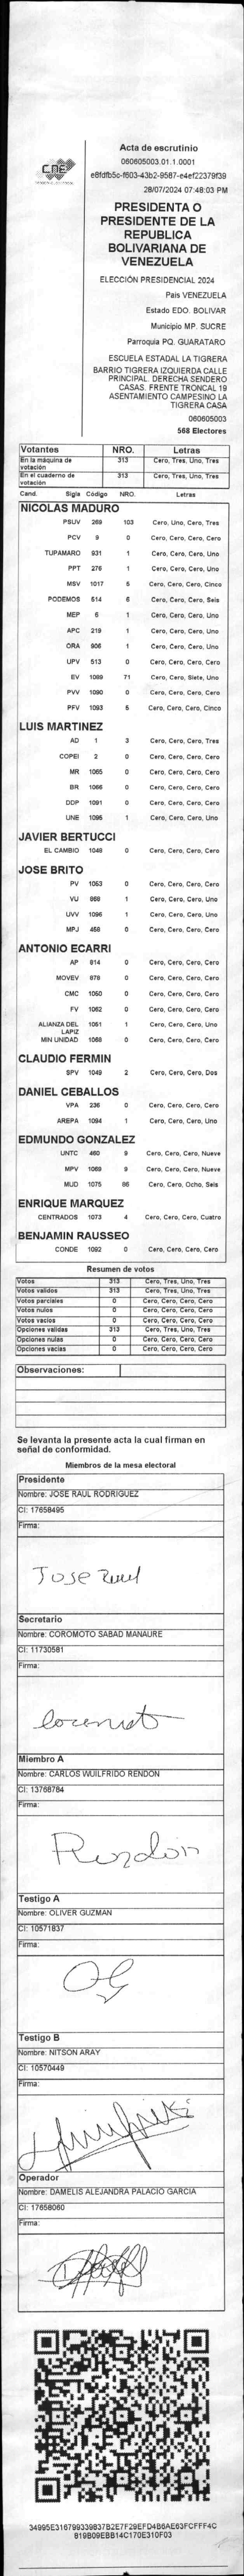 CNE
Acta de escrutinio
060605003.01.1.0001
e8fdfb5c-f603-43b2-9587-e4ef22379f39
28/07/2024 07:48:03 PM
PRESIDENTA O
PRESIDENTE DE LA
REPUBLICA
BOLIVARIANA DE
VENEZUELA
ELECCIÓN PRESIDENCIAL 2024
Pais VENEZUELA
Estado EDO. BOLIVAR
Municipio MP. SUCRE
Parroquia PQ. GUARATARO
ESCUELA ESTADAL LA TIGRERA
BARRIO TIGRERA IZQUIERDA CALLE
PRINCIPAL. DERECHA SENDERO
CASAS. FRENTE TRONCAL 19
ASENTAMIENTO CAMPESINO LA
TIGRERA CASA
060605003
568 Electores
Votantes NRO. Letras
En la máquina de votación 313 Cero, Tres, Uno, Tres
En el cuaderno de votación 313 Cero, Tres, Uno, Tres
Cand. Sigla Código NRO. Letras
NICOLAS MADURO
PSUV 269 103 Cero, Uno, Cero, Tres
PCV 9 0 Cero, Cero, Cero, Cero
TUPAMARO 931 1 Cero, Cero, Cero, Uno
PPT 276 1 Cero, Cero, Cero, Uno
MSV 1017 5 Cero, Cero, Cero, Cinco
PODEMOS 514 6 Cero, Cero, Cero, Seis
MEP 6 1 Cero, Cero, Cero, Uno
APC 219 1 Cero, Cero, Cero, Uno
ORA 906 1 Cero, Cero, Cero, Uno
UPV 513 0 Cero, Cero, Cero, Cero
EV 1089 71 Cero, Cero, Siete, Uno
PVV 1090 0 Cero, Cero, Cero, Cero
PFV 1093 5 Cero, Cero, Cero, Cinco
LUIS MARTINEZ
AD 1 3 Cero, Cero, Cero, Tres
COPEI 2 0 Cero, Cero, Cero, Cero
MR 1065 0 Cero, Cero, Cero, Cero
BR 1066 0 Cero, Cero, Cero, Cero
DDP 1091 0 Cero, Cero, Cero, Cero
UNE 1095 1 Cero, Cero, Cero, Uno
JAVIER BERTUCCI
EL CAMBIO 1048 0 Cero, Cero, Cero, Cero
JOSE BRITO
PV 1053 0 Cero, Cero, Cero, Cero
VU 868 1 Cero, Cero, Cero, Uno
UVV 1096 1 Cero, Cero, Cero, Uno
MPJ 458 0 Cero, Cero, Cero, Cero
ANTONIO ECARRI
AP 814 0 Cero, Cero, Cero, Cero
MOVEV 878 0 Cero, Cero, Cero, Cero
CMC 1050 0 Cero, Cero, Cero, Cero
FV 1062 0 Cero, Cero, Cero, Cero
ALIANZA DEL LAPIZ 1051 1 Cero, Cero, Cero, Uno
MIN UNIDAD 1068 0 Cero, Cero, Cero, Cero
CLAUDIO FERMIN
SPV 1049 2 Cero, Cero, Cero, Dos
DANIEL CEBALLOS
VPA 236 0 Cero, Cero, Cero, Cero
AREPA 1094 1 Cero, Cero, Cero, Uno
EDMUNDO GONZALEZ
UNTC 460 9 Cero, Cero, Cero, Nueve
MPV 1069 9 Cero, Cero, Cero, Nueve
MUD 1075 86 Cero, Cero, Ocho, Seis
ENRIQUE MARQUEZ
CENTRADOS 1073 4 Cero, Cero, Cero, Cuatro
BENJAMIN RAUSSEO
CONDE 1092 0 Cero, Cero, Cero, Cero
Resumen de votos
Votos 313 Cero, Tres, Uno, Tres
Votos validos 313 Cero, Tres, Uno, Tres
Votos parciales 0 Cero, Cero, Cero, Cero
Votos nulos 0 Cero, Cero, Cero, Cero
Votos vacios 0 Cero, Cero, Cero, Cero
Opciones validas 313 Cero, Tres, Uno, Tres
Opciones nulas 0 Cero, Cero, Cero, Cero
Opciones vacias 0 Cero, Cero, Cero, Cero
Observaciones:
Se levanta la presente acta la cual firman en
señal de conformidad.
Miembros de la mesa electoral
Presidente
Nombre: JOSE RAUL RODRIGUEZ
CI: 17658495
Firma:
Jose Raul
Secretario
Nombre: COROMOTO SABAD MANAURE
CI: 11730581
Firma:
Miembro A
Nombre: CARLOS WUILFRIDO RENDON
CI: 13768784
Firma:
Rendón
Testigo A
Nombre: OLIVER GUZMAN
CI: 10571837
Firma:
OG
Testigo B
Nombre: NITSON ARAY
CI: 10570449
Firma:
Operador
Nombre: DAMELIS ALEJANDRA PALACIO GARCIA
CI: 17658060
Firma:
34995E316799339837B2E7F29EFD4B6AE63FCFFF4C
819B09EBB14C170E310F03